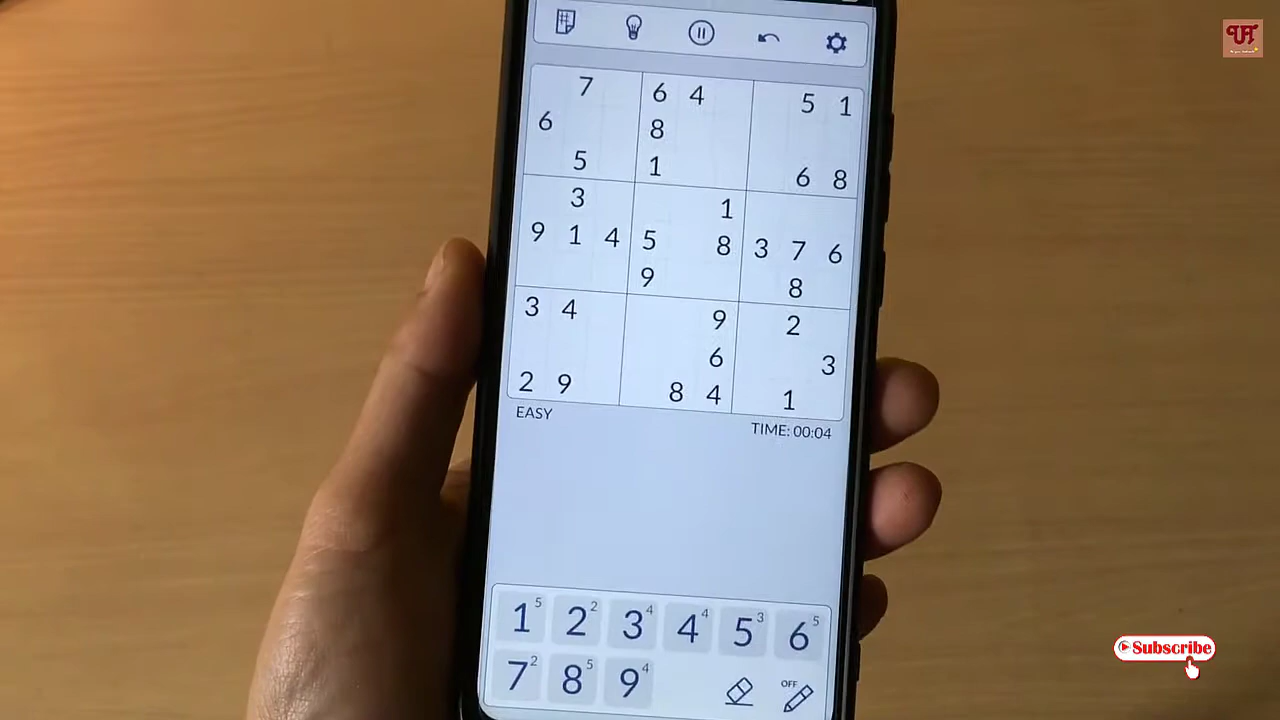 7 6 4 5 1
6 8
5 1 6 8
3 1
9 1 4 5 8 3 7 6
9 8
3 4 9 2
6 3
2 9 8 4 1
EASY TIME: 00:04
1 5 2 2 3 4 4 4 5 3 6 5
7 2 8 5 9 4
OFF
Subscribe